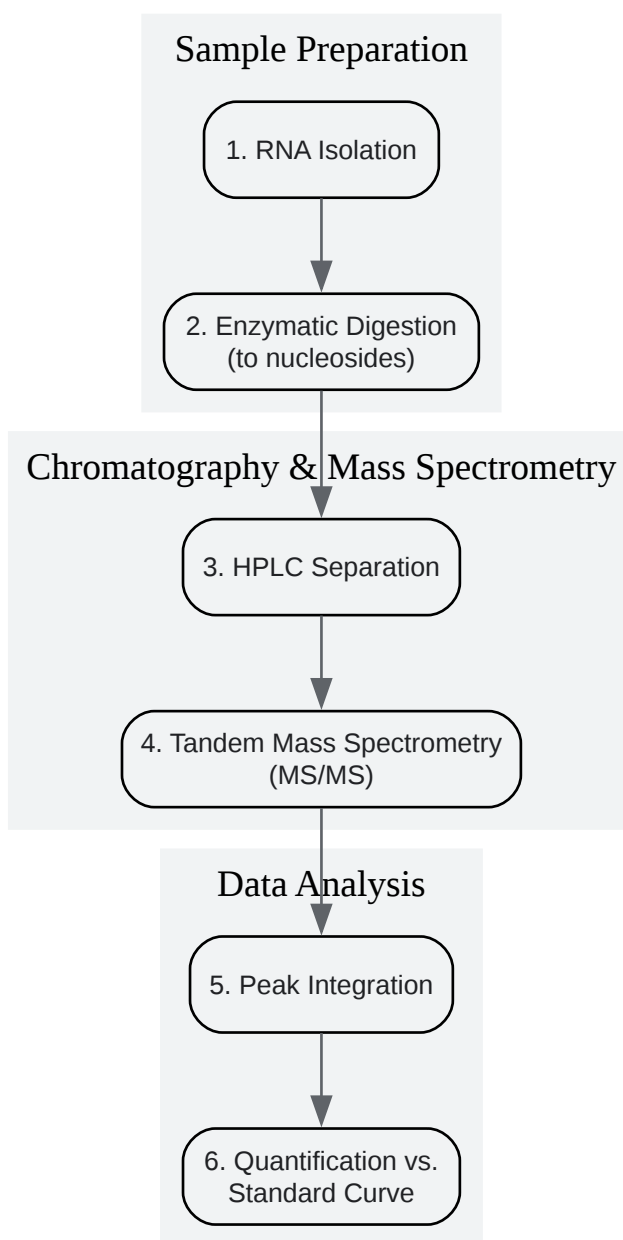 Sample Preparation
1. RNA Isolation
2. Enzymatic Digestion
(to nucleosides)
Chromatography & Mass Spectrometry
3. HPLC Separation
4. Tandem Mass Spectrometry
(MS/MS)
Data Analysis
5. Peak Integration
6. Quantification vs.
Standard Curve